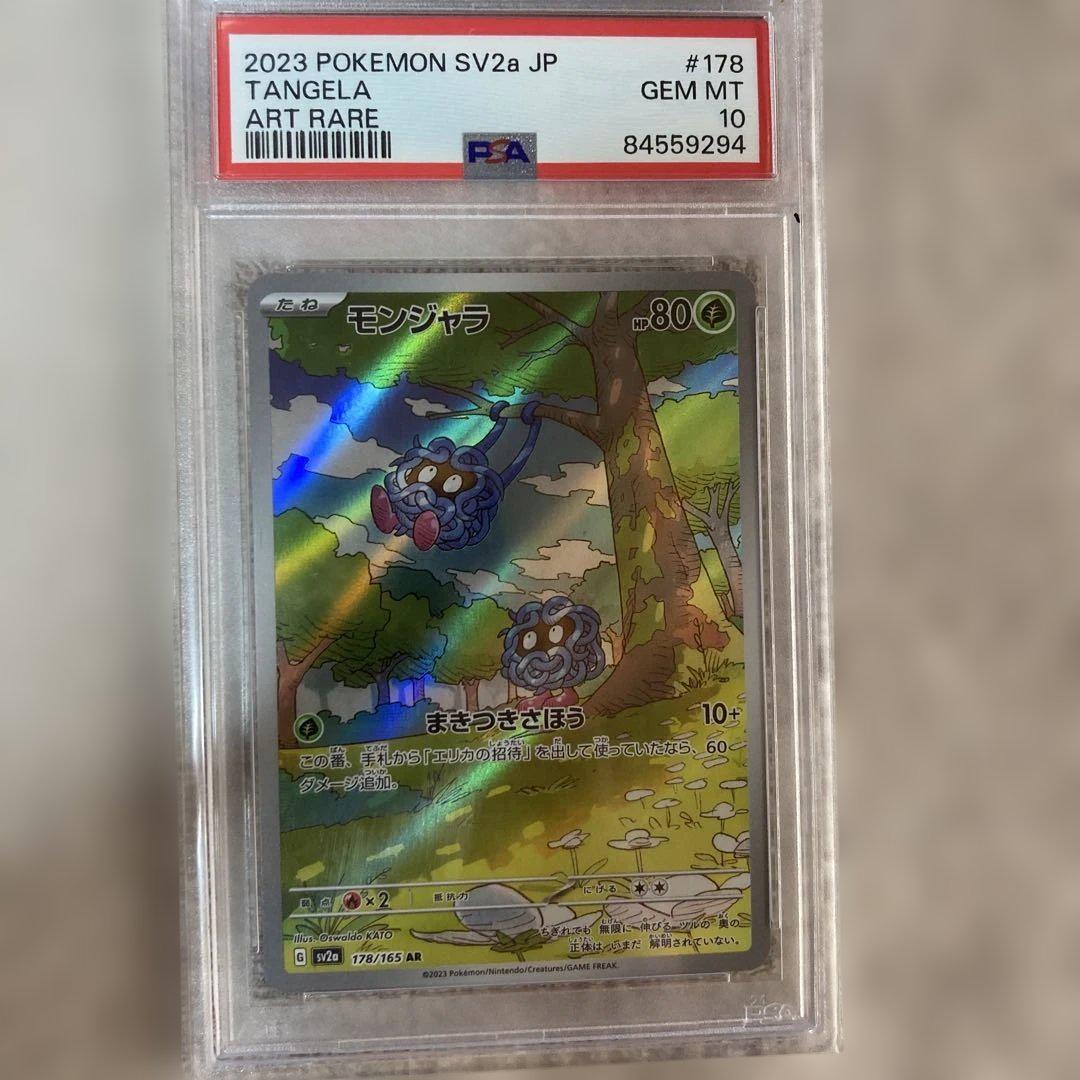 2023 POKEMON SV2a JP #178
TANGELA GEM MT
ART RARE 10
PSA 84559294
たね モンジャラ HP80
まきつきさほう 10+
この番、手札から「エリカの招待」を出して使っていたなら、60
ダメージ追加。
弱点 ×2 抵抗力 にげる
Illus. Oswaldo KATO
ちぎれても 無限に 伸びる ツルの 奥の
正体は、いまだ 解明されていない。
G sv2a 178/165 AR
©2023 Pokémon/Nintendo/Creatures/GAME FREAK.